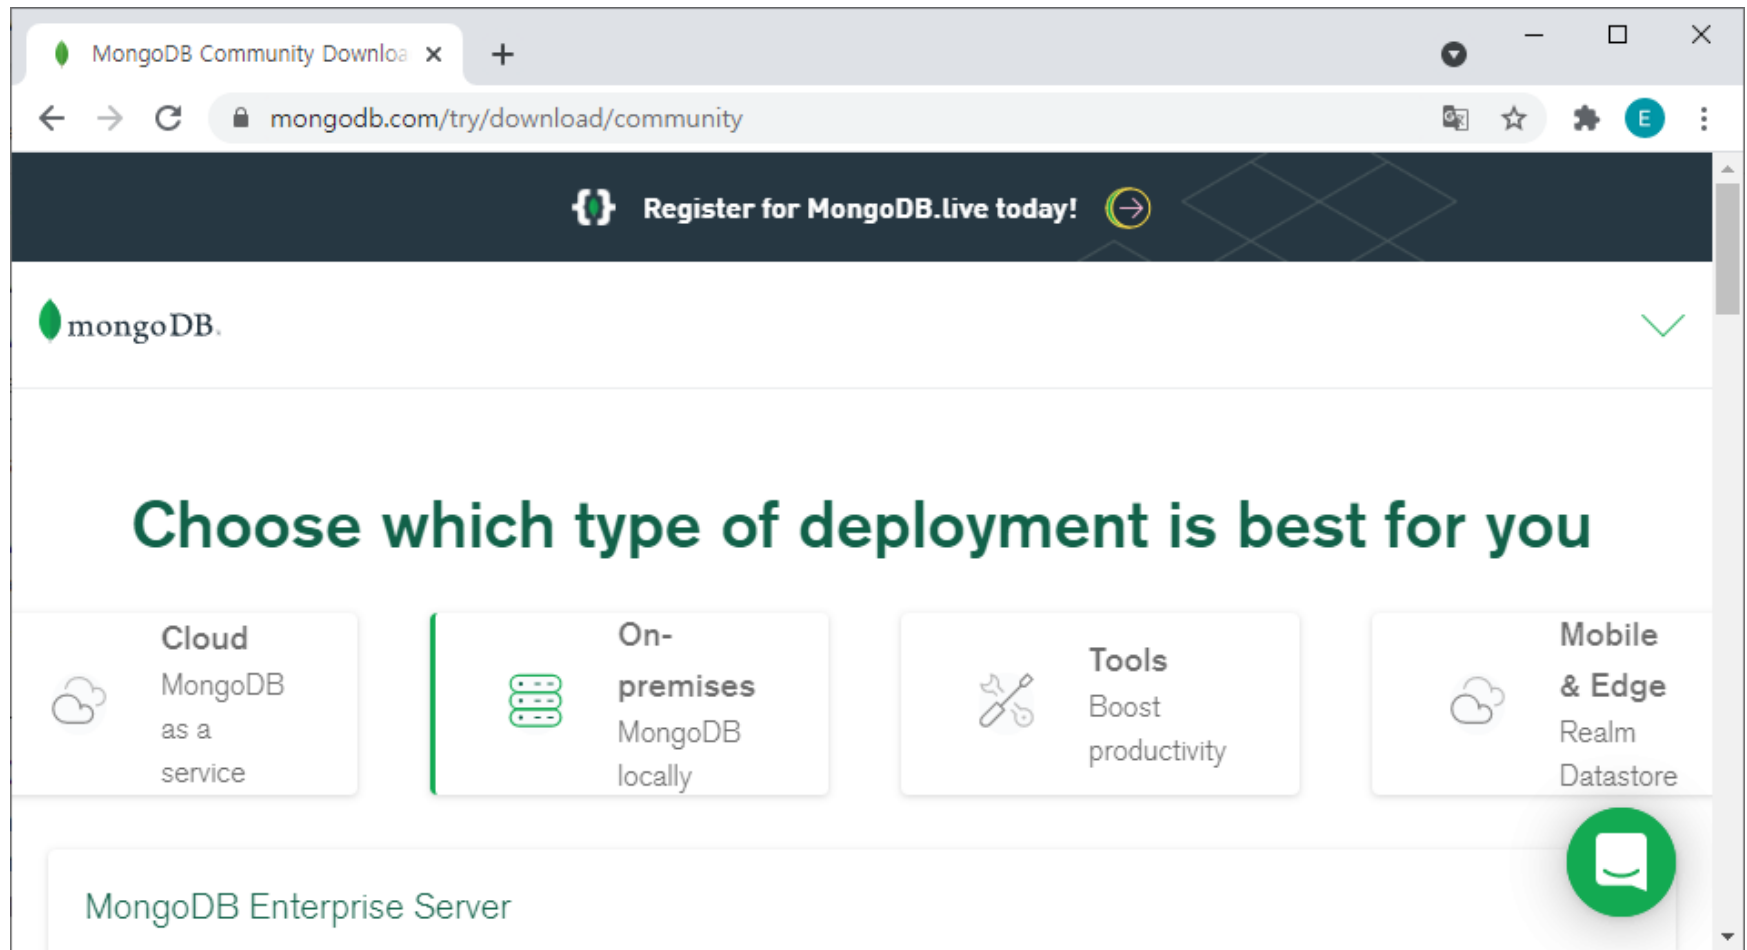 MongoDB Community Downloa
mongodb.com/try/download/community
E
Register for MongoDB.live today!
mongoDB.
Choose which type of deployment is best for you
Cloud
MongoDB
as a
service
On-
premises
MongoDB
locally
Tools
Boost
productivity
Mobile
& Edge
Realm
Datastore
MongoDB Enterprise Server